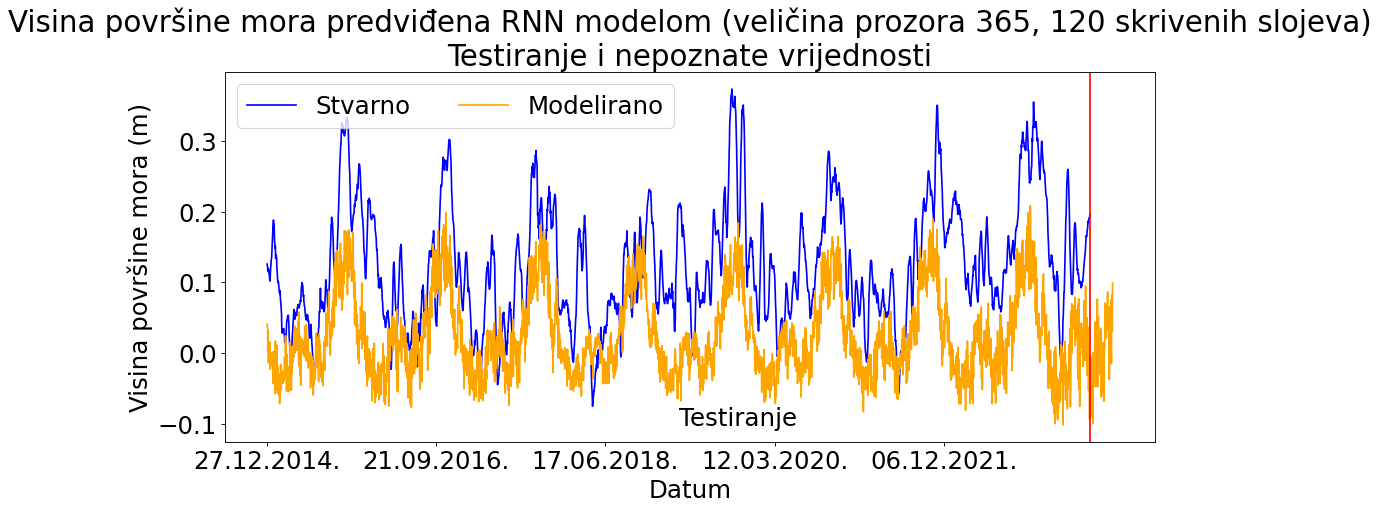 Visina površine mora predviđena RNN modelom (veličina prozora 365, 120 skrivenih slojeva)
Testiranje i nepoznate vrijednosti
Stvarno Modelirano
Visina površine mora (m)
0.3
0.2
0.1
0.0
−0.1
Testiranje
27.12.2014. 21.09.2016. 17.06.2018. 12.03.2020. 06.12.2021.
Datum